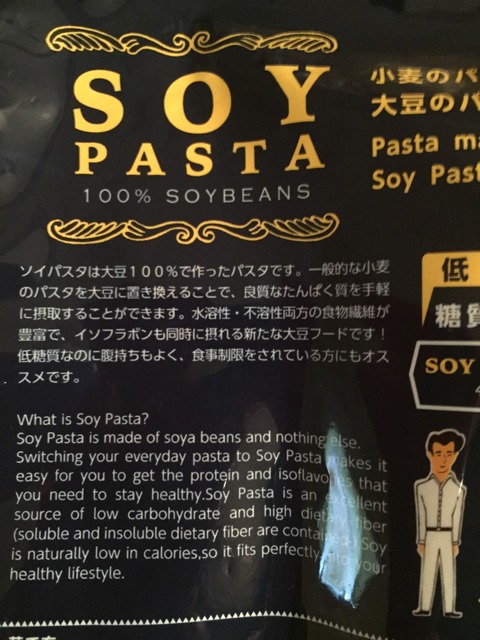 SOY
PASTA
100% SOYBEANS
小麦のパ
大豆のパ
Pasta ma
Soy Past
ソイパスタは大豆100%で作ったパスタです。一般的な小麦
のパスタを大豆に置き換えることで、良質なたんぱく質を手軽
に摂取することができます。水溶性・不溶性両方の食物繊維が
豊富で、イソフラボンも同時に摂れる新たな大豆フードです!
低糖質なのに腹持ちもよく、食事制限をされている方にもオス
スメです。
低
糖質
SOY
What is Soy Pasta?
Soy Pasta is made of soya beans and nothing else.
Switching your everyday pasta to Soy Pasta makes it
easy for you to get the protein and isoflavones that
you need to stay healthy.Soy Pasta is an excellent
source of low carbohydrate and high dietary fiber
(soluble and insoluble dietary fiber are contained.) Soy
is naturally low in calories,so it fits perfectly into your
healthy lifestyle.